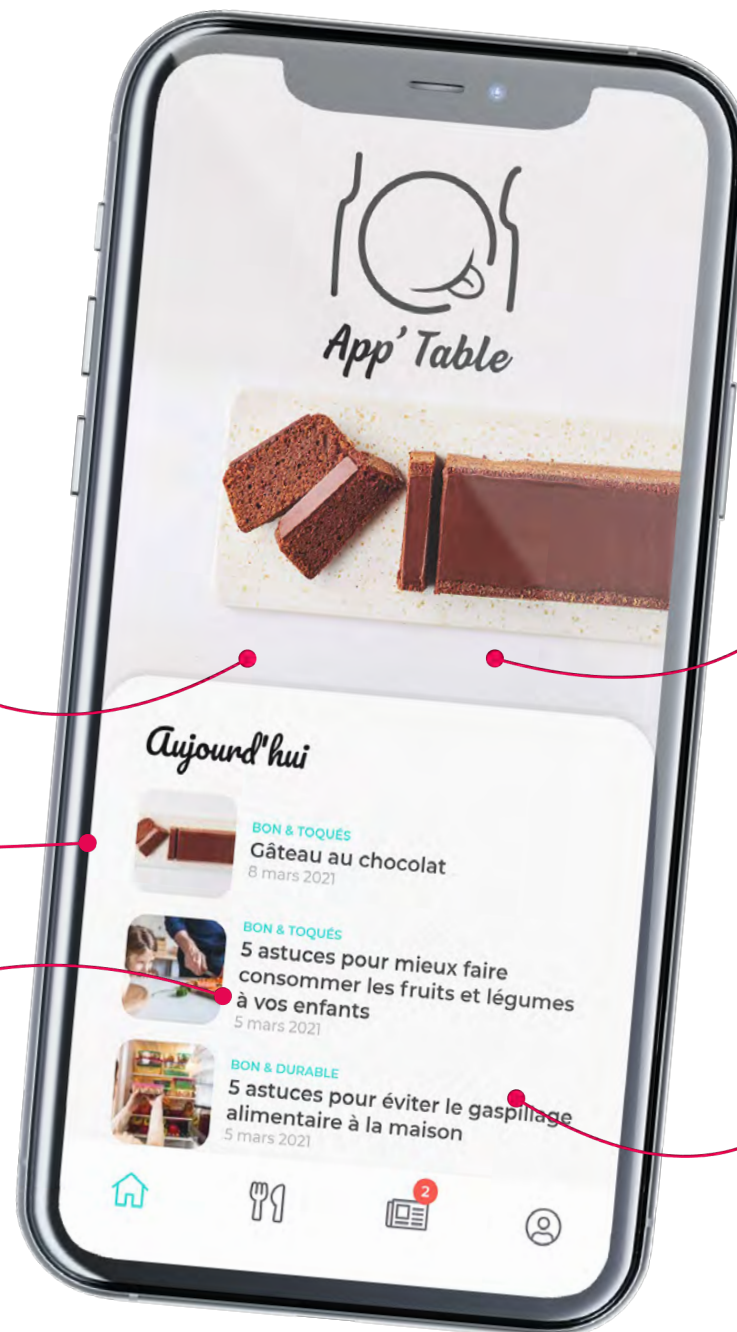 App' Table
Aujourd'hui
BON & TOQUÉS
Gâteau au chocolat
8 mars 2021
BON & TOQUÉS
5 astuces pour mieux faire
consommer les fruits et légumes
à vos enfants
5 mars 2021
BON & DURABLE
5 astuces pour éviter le gaspillage
alimentaire à la maison
5 mars 2021
2